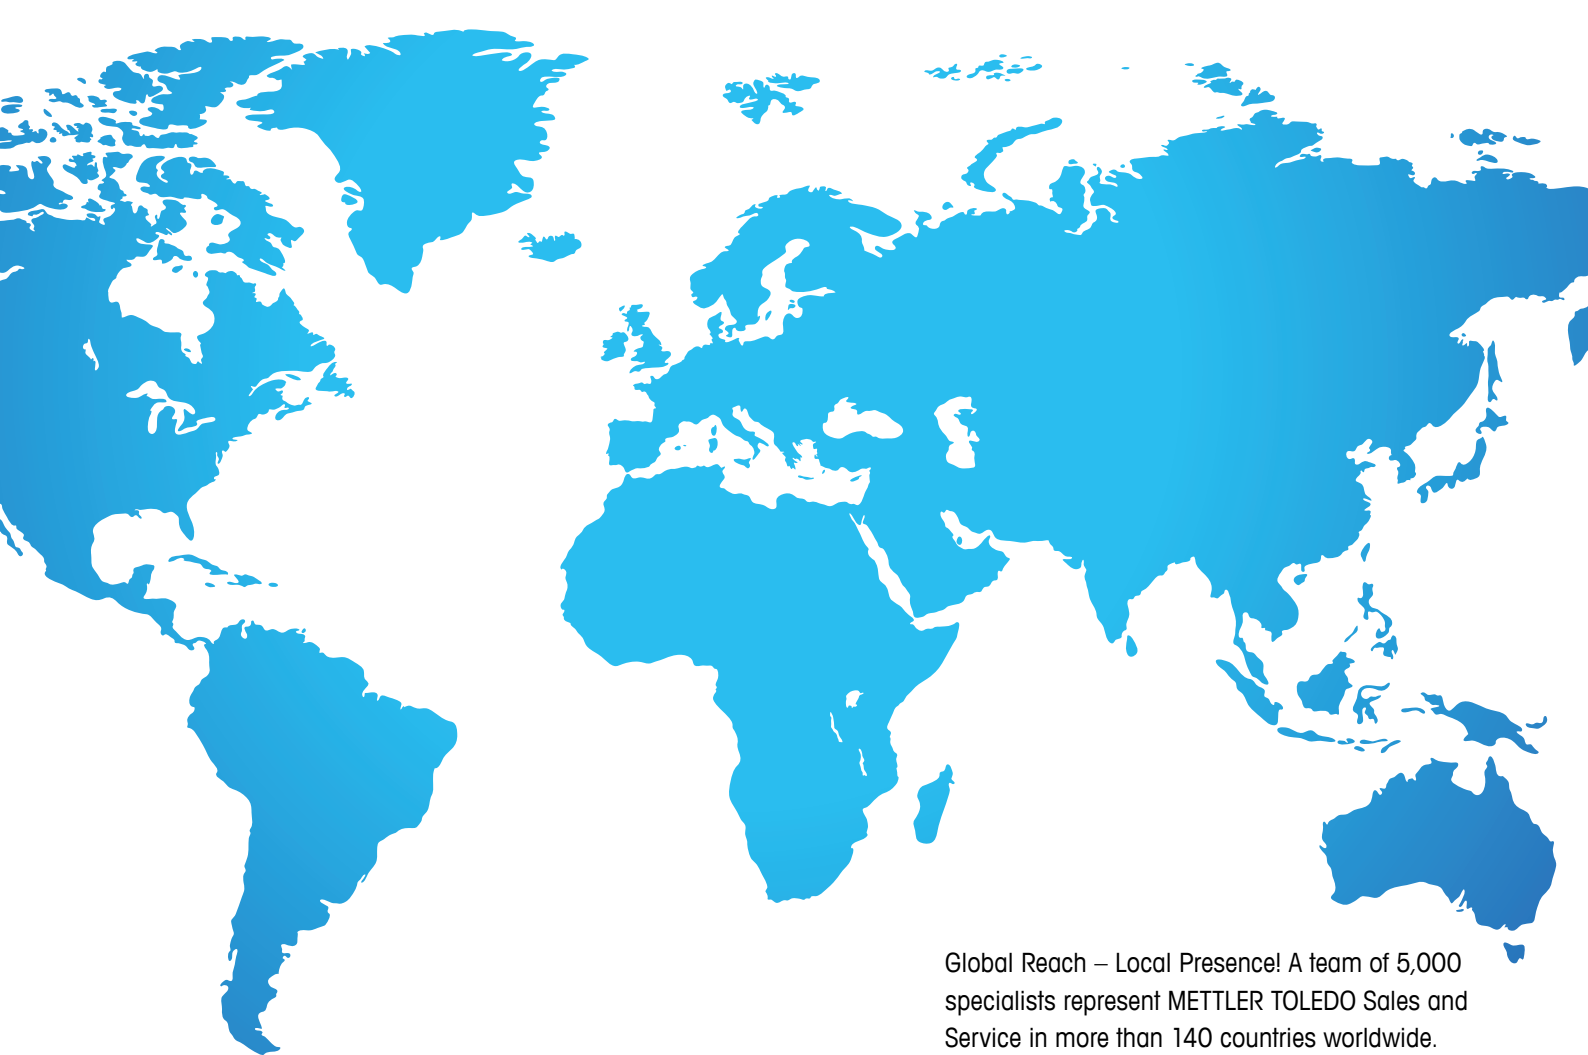 Global Reach – Local Presence! A team of 5,000
specialists represent METTLER TOLEDO Sales and
Service in more than 140 countries worldwide.